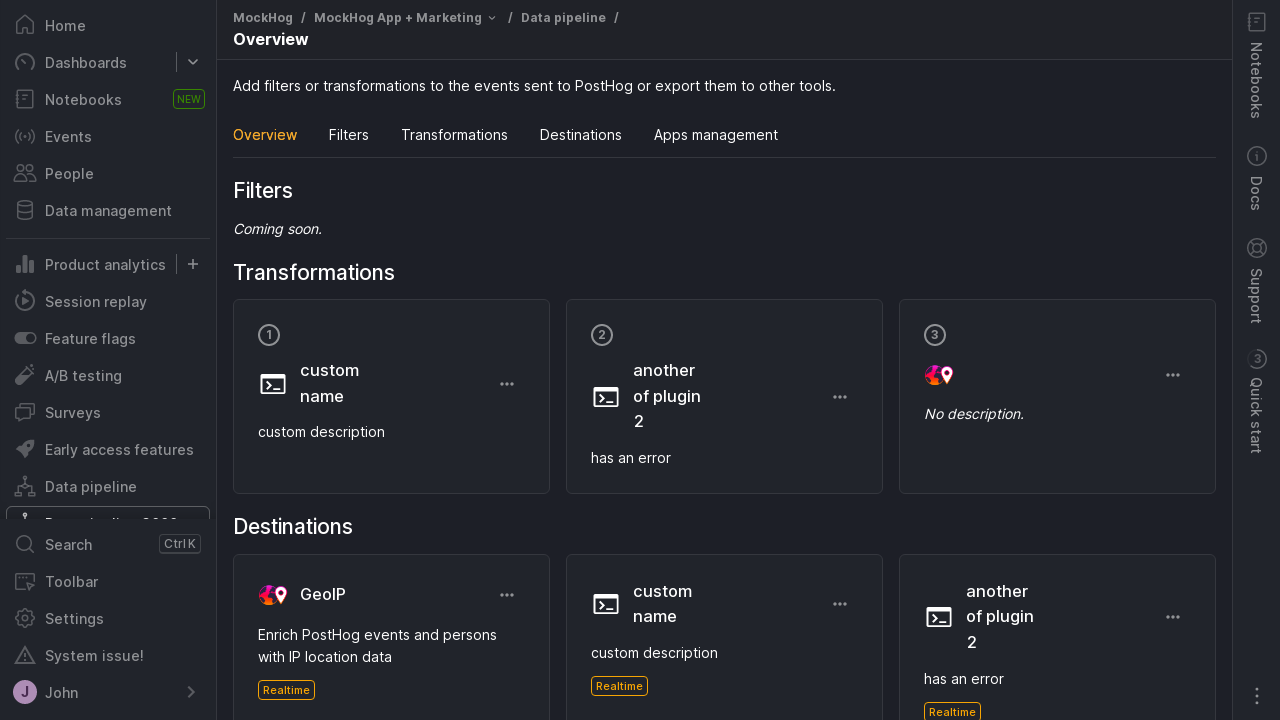 Home
Dashboards
Notebooks NEW
Events
People
Data management
Product analytics
Session replay
Feature flags
A/B testing
Surveys
Early access features
Data pipeline
Search Ctrl K
Toolbar
Settings
System issue!
J John
MockHog / MockHog App + Marketing / Data pipeline /
Overview
Add filters or transformations to the events sent to PostHog or export them to other tools.
Overview Filters Transformations Destinations Apps management
Filters
Coming soon.
Transformations
1
custom
name
custom description
2
another
of plugin
2
has an error
3
No description.
Destinations
GeoIP
Enrich PostHog events and persons
with IP location data
Realtime
custom
name
custom description
Realtime
another
of plugin
2
has an error
Realtime
Notebooks
Docs
Support
3 Quick start